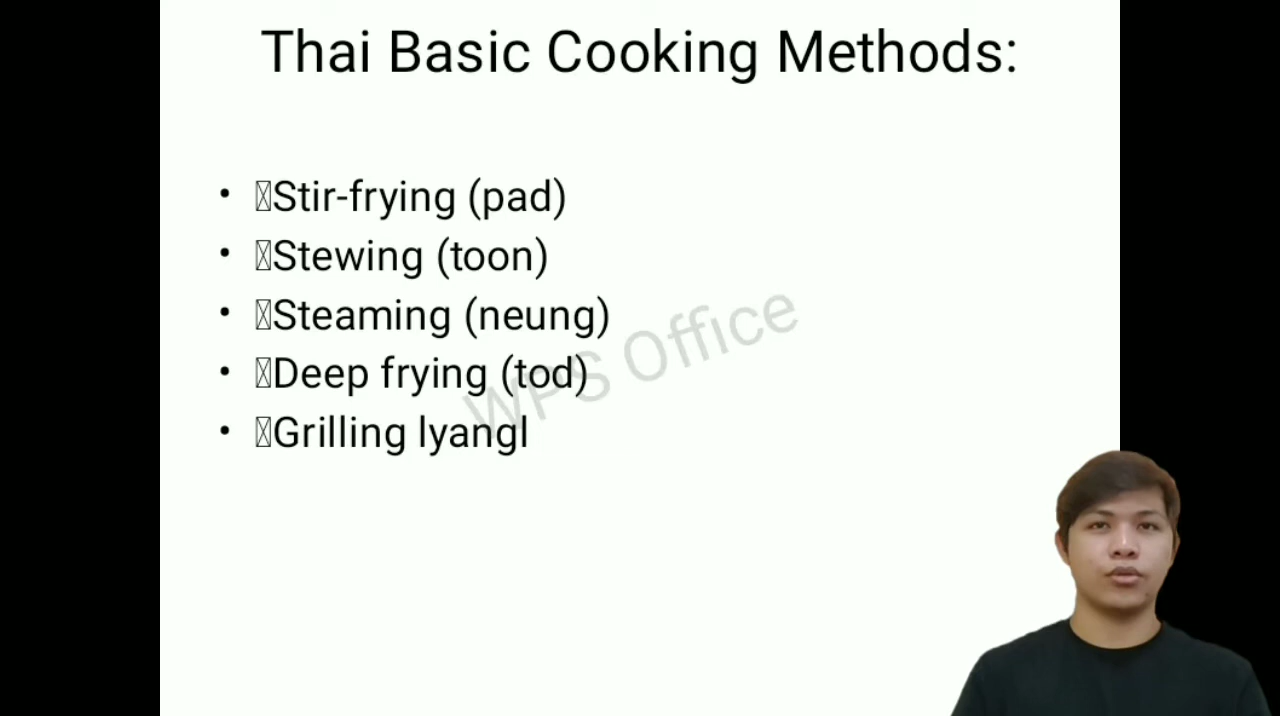 Thai Basic Cooking Methods:
• Stir-frying (pad)
• Stewing (toon)
• Steaming (neung)
• Deep frying (tod)
• Grilling lyangl
WPS Office